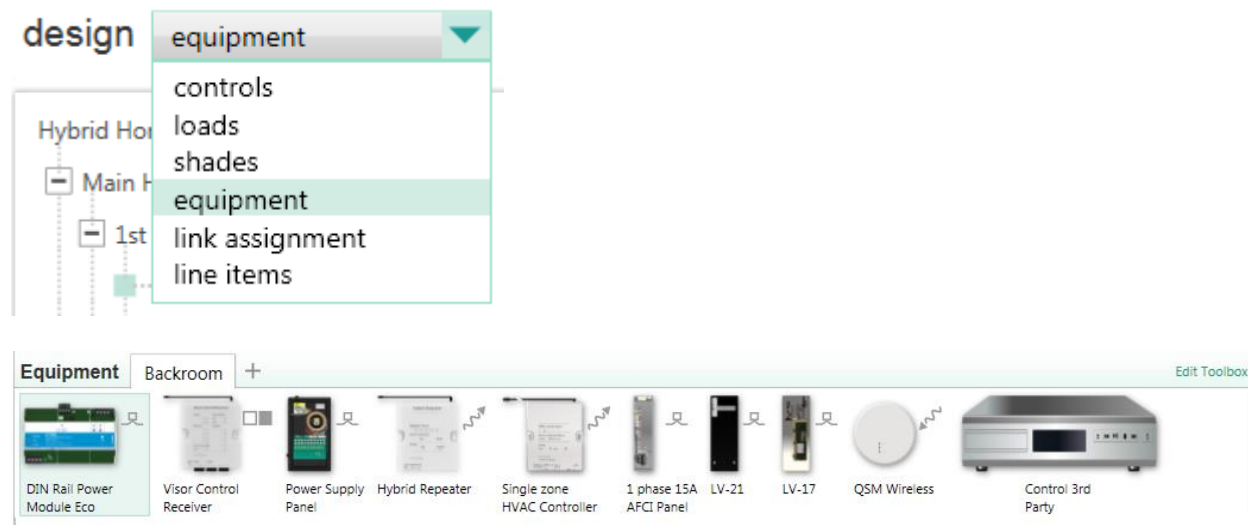 design equipment
controls
Hybrid Hor loads
shades
Main H
equipment
1st link assignment
line items
Equipment Backroom + Edit Toolbox
DIN Rail Power Module Eco
Visor Control Receiver
Power Supply Panel
Hybrid Repeater
Single zone HVAC Controller
1 phase 15A AFCI Panel
LV-21
LV-17
QSM Wireless
Control 3rd Party